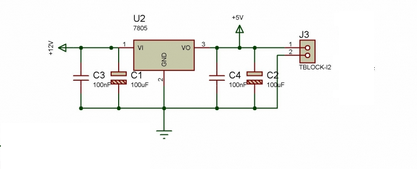 U2
7805
+5V
+12V
1
VI
VO
3
GND
2
J3
1
2
TBLOCK-I2
C3
100nF
C1
100uF
C4
100nF
C2
100uF